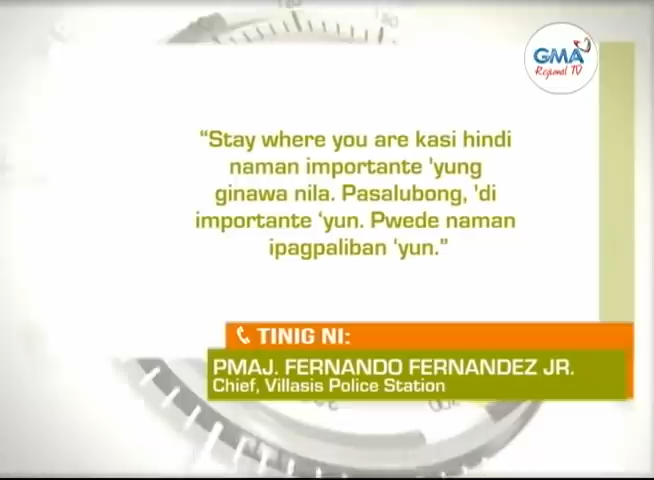 GMA
Regional TV
“Stay where you are kasi hindi
naman importante 'yung
ginawa nila. Pasalubong, 'di
importante ‘yun. Pwede naman
ipagpaliban ‘yun.”
TINIG NI:
PMAJ. FERNANDO FERNANDEZ JR.
Chief, Villasis Police Station